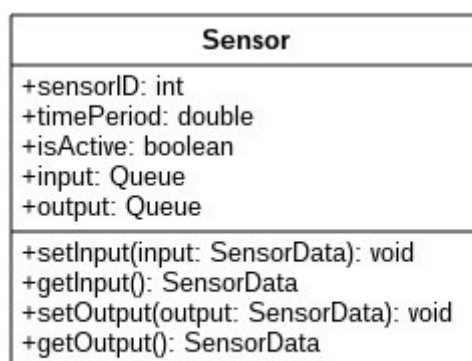 Sensor
+sensorID: int
+timePeriod: double
+isActive: boolean
+input: Queue
+output: Queue
+setInput(input: SensorData): void
+getInput(): SensorData
+setOutput(output: SensorData): void
+getOutput(): SensorData